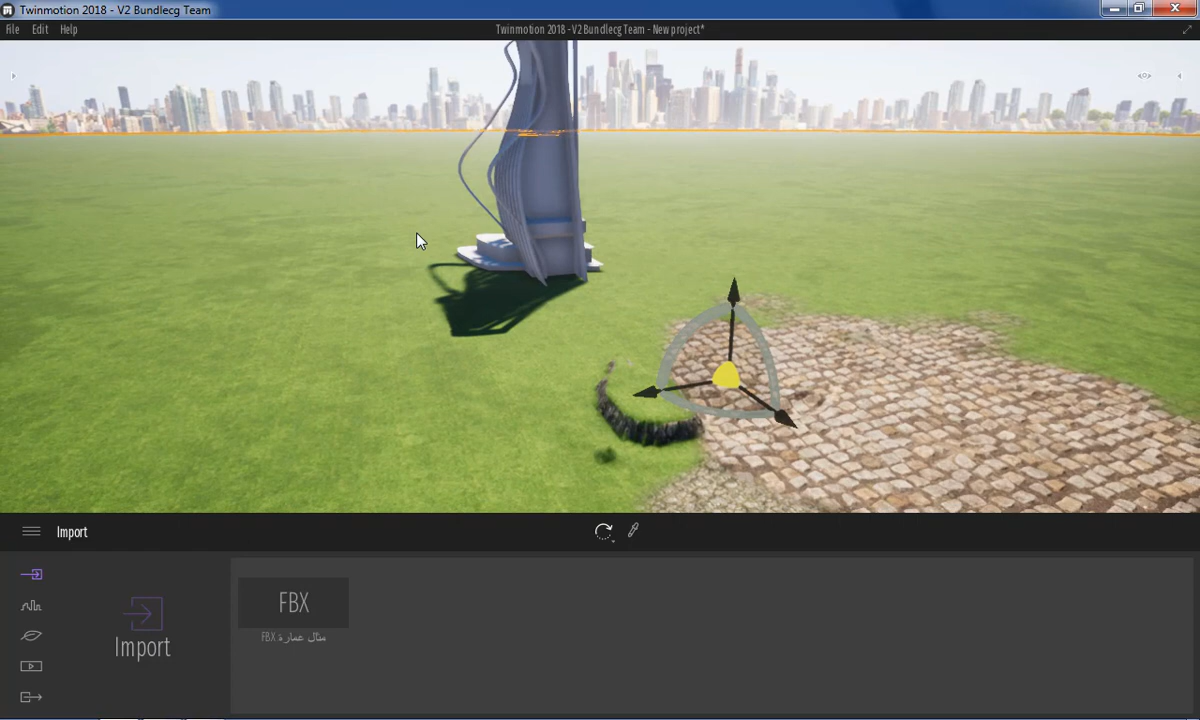 Twinmotion 2018 - V2 Bundlecg Team
File Edit Help
Twinmotion 2018 - V2 Bundlecg Team - New project*
Import
Import
FBX
مثال عمارة FBX